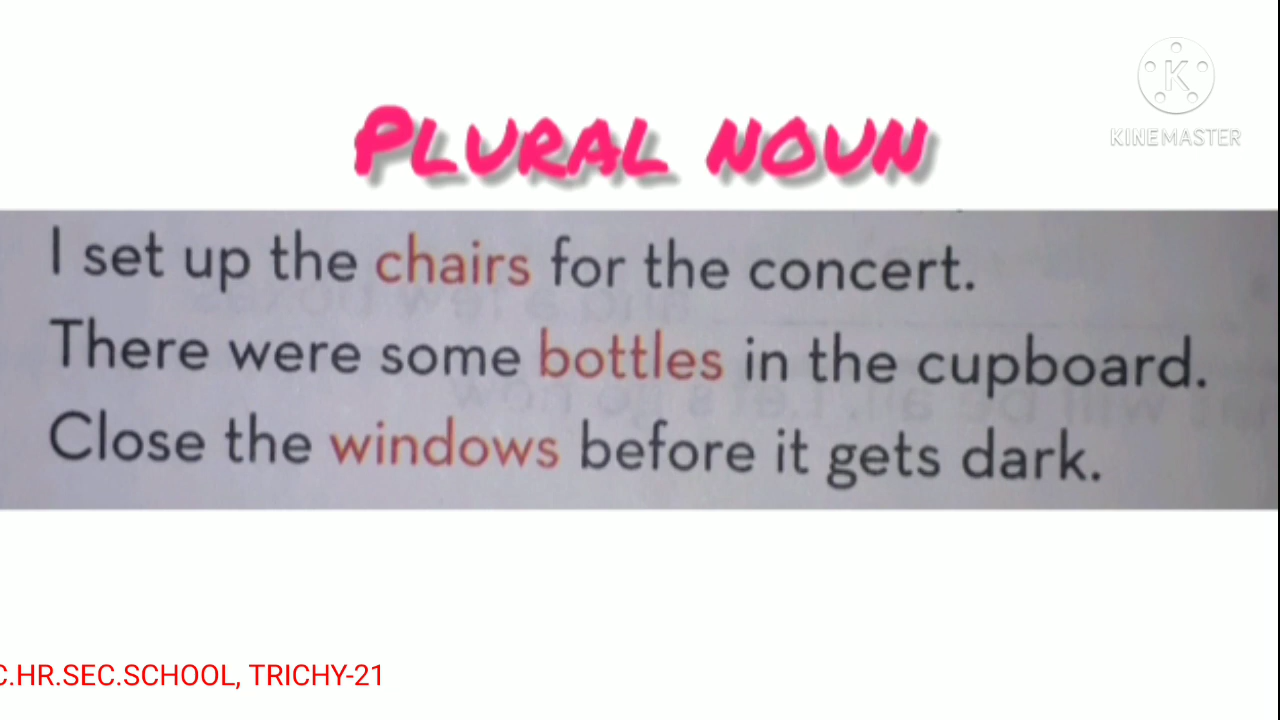 K
KINEMASTER
PLURAL NOUN
I set up the chairs for the concert.
There were some bottles in the cupboard.
Close the windows before it gets dark.
C.HR.SEC.SCHOOL, TRICHY-21